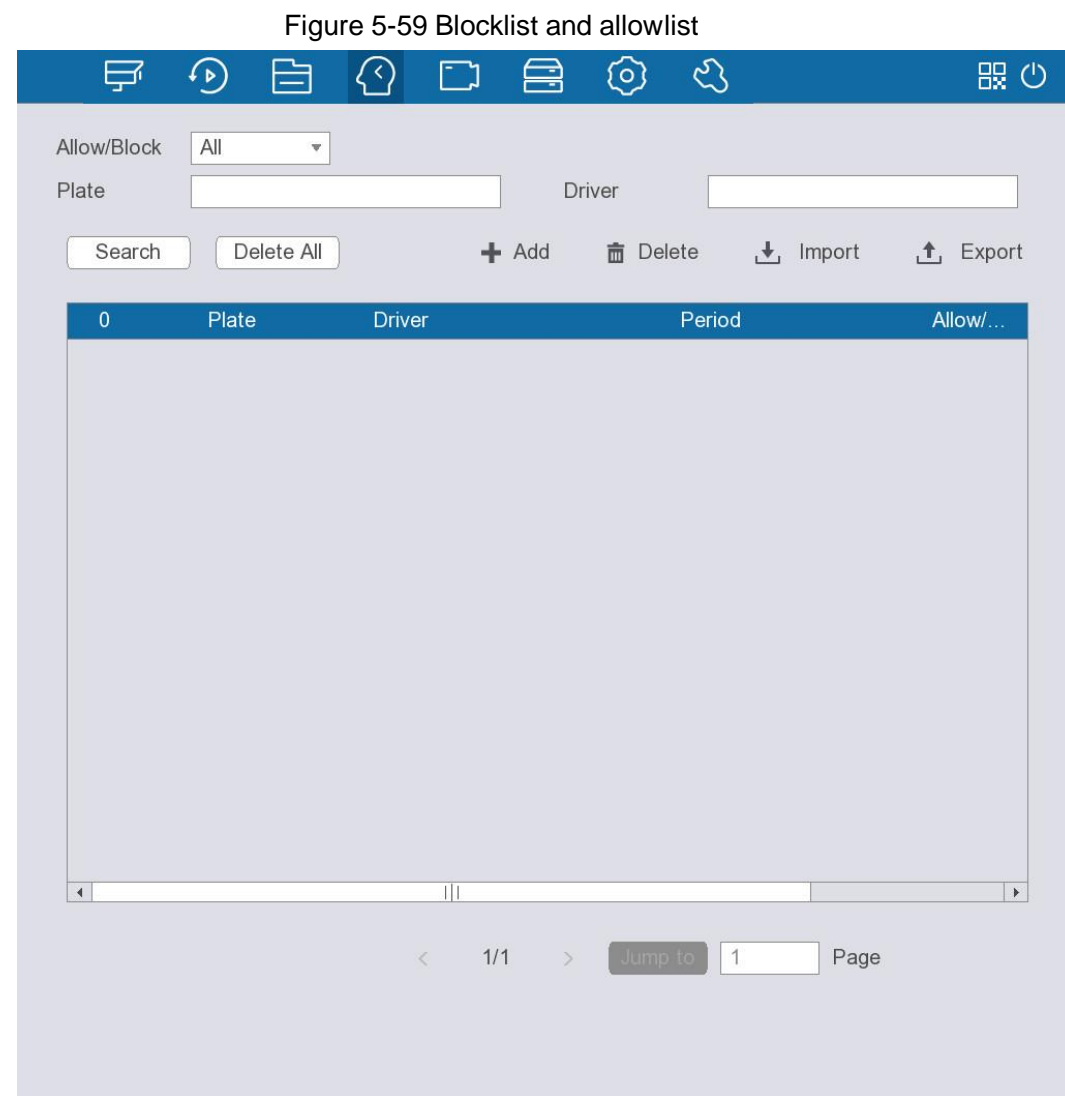 Figure 5-59 Blocklist and allowlist
Allow/Block All
Plate Driver
Search Delete All Add Delete Import Export
0 Plate Driver Period Allow/...
< 1/1 > Jump to 1 Page